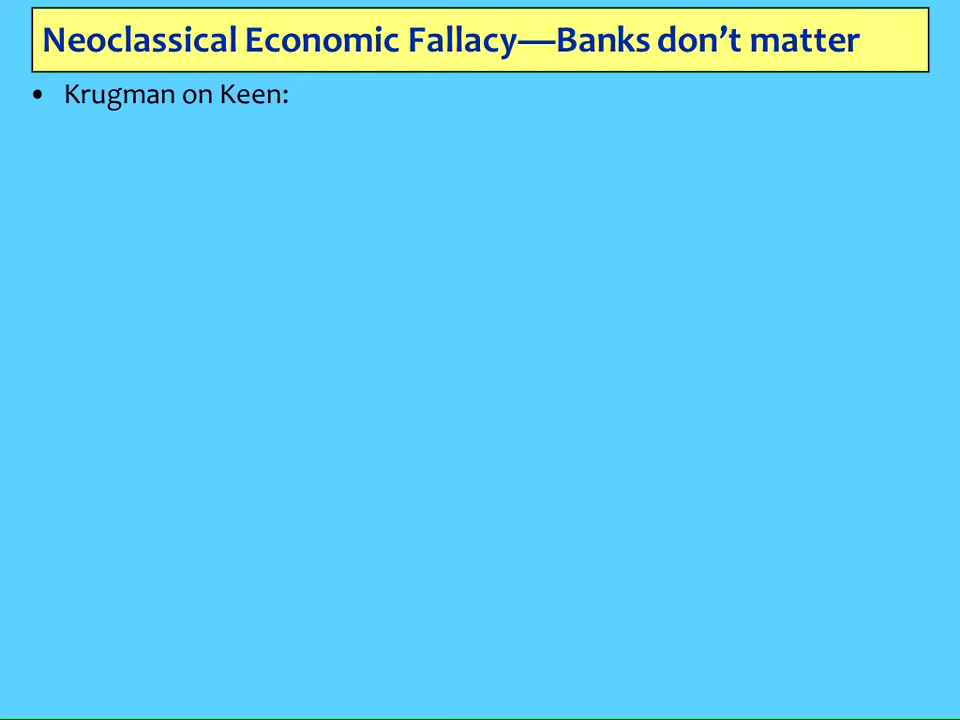 Neoclassical Economic Fallacy—Banks don’t matter
• Krugman on Keen: